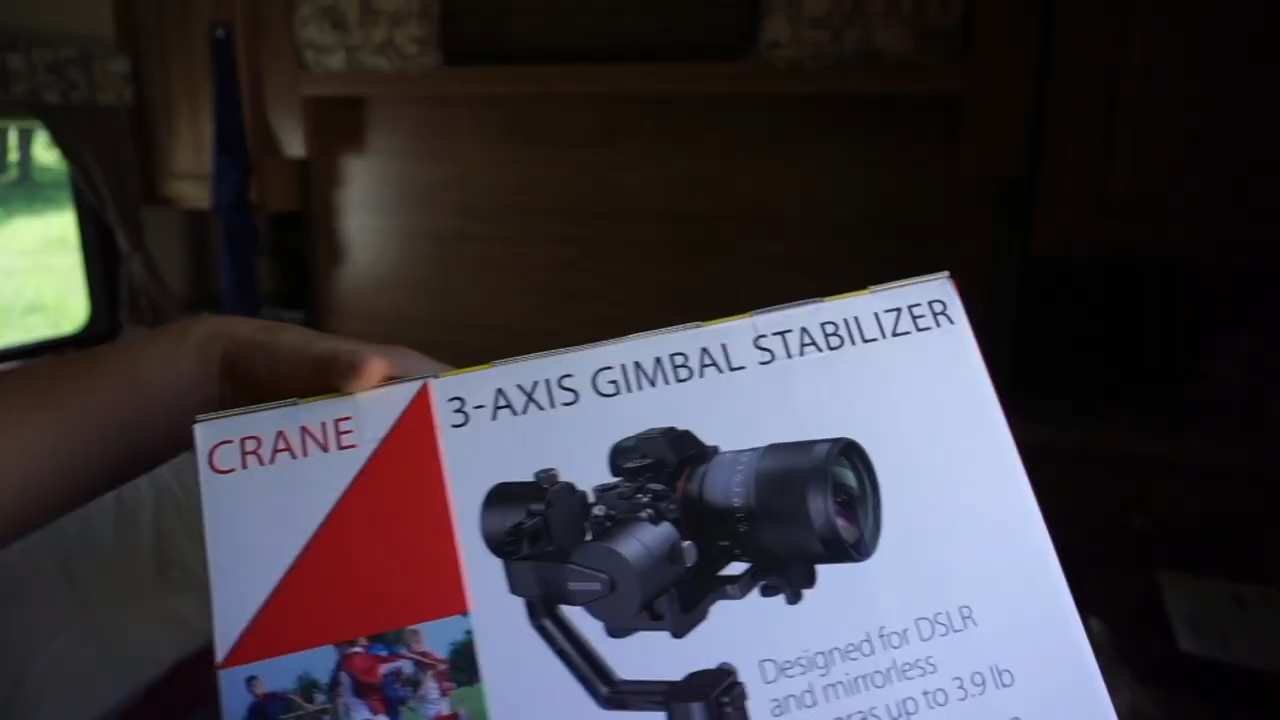 CRANE
3-AXIS GIMBAL STABILIZER
Designed for DSLR
and mirrorless
up to 3.9 lb